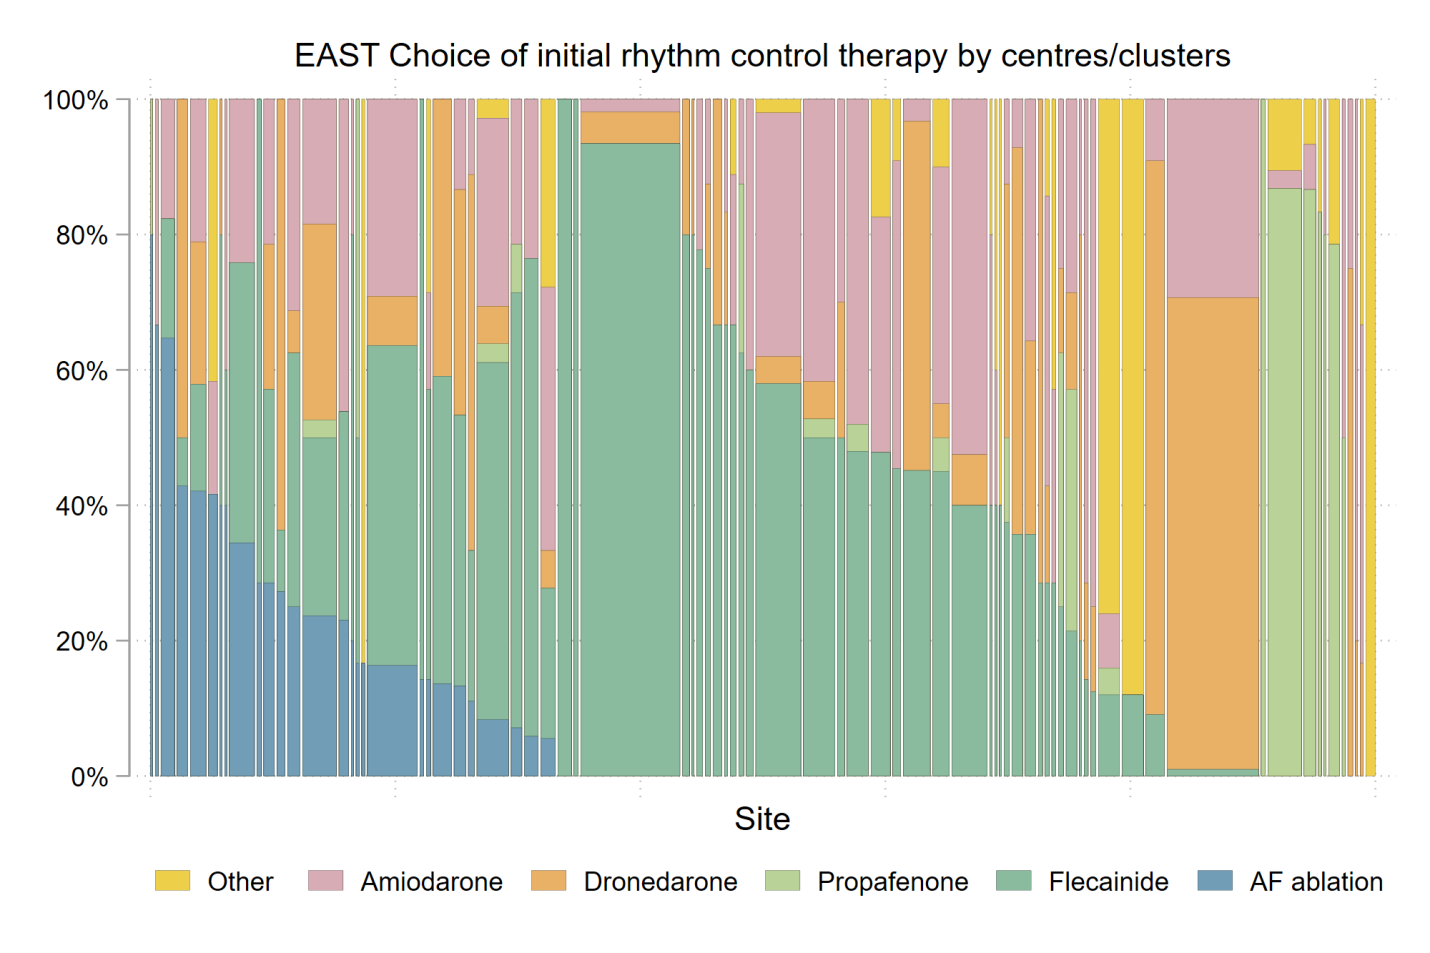 EAST Choice of initial rhythm control therapy by centres/clusters
100%
80%
60%
40%
20%
0%
Site
Other Amiodarone Dronedarone Propafenone Flecainide AF ablation